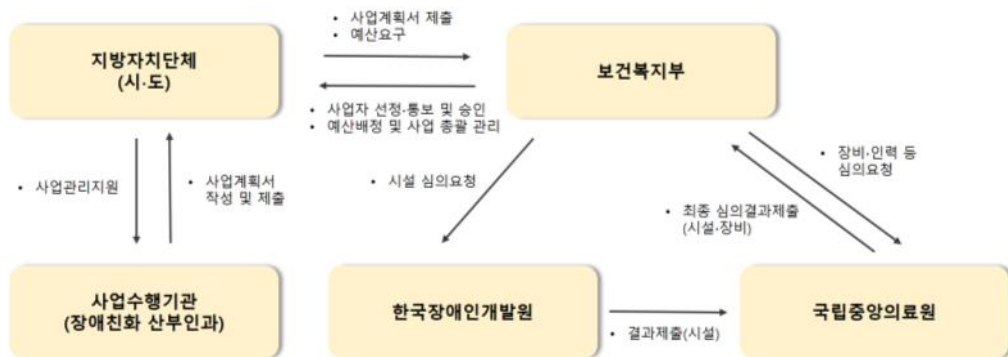 • 사업계획서 제출
• 예산요구
지방자치단체
(시·도)
보건복지부
• 사업자 선정·통보 및 승인
• 예산배정 및 사업 총괄 관리
• 사업관리지원
• 사업계획서
작성 및 제출
• 시설 심의요청
• 장비·인력 등
심의요청
• 최종 심의결과제출
(시설·장비)
사업수행기관
(장애친화 산부인과)
한국장애인개발원
• 결과제출(시설)
국립중앙의료원